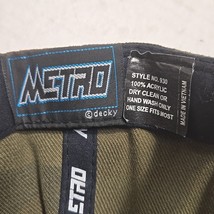 METRO
©decky
STYLE NO. 930
100% ACRYLIC
DRY CLEAN OR
HAND WASH ONLY
ONE SIZE FITS MOST
MADE IN VIETNAM
METRO